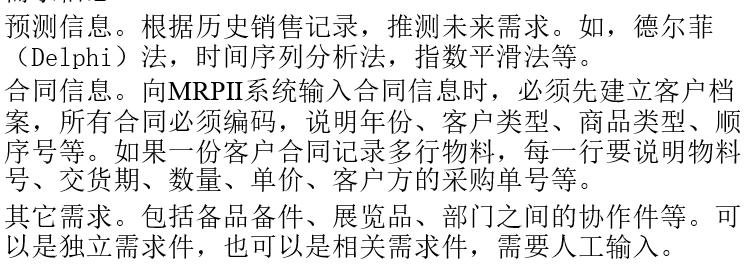 预测信息。根据历史销售记录，推测未来需求。如，德尔菲
（Delphi）法，时间序列分析法，指数平滑法等。
合同信息。向MRPII系统输入合同信息时，必须先建立客户档
案，所有合同必须编码，说明年份、客户类型、商品类型、顺
序号等。如果一份客户合同记录多行物料，每一行要说明物料
号、交货期、数量、单价、客户方的采购单号等。
其它需求。包括备品备件、展览品、部门之间的协作件等。可
以是独立需求件，也可以是相关需求件，需要人工输入。